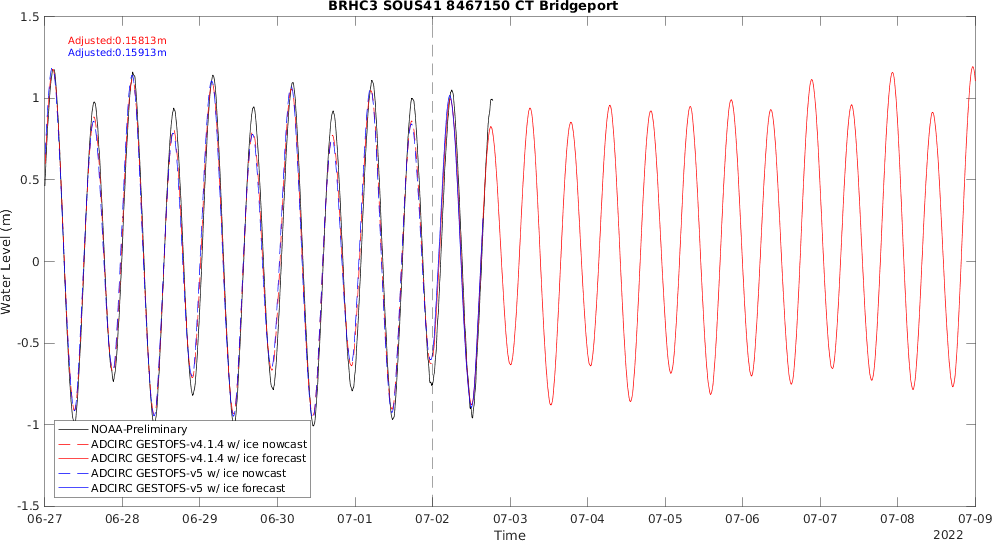 BRHC3 SOUS41 8467150 CT Bridgeport
1.5
Adjusted:0.15813m
Adjusted:0.15913m
1
0.5
0
-0.5
-1
-1.5
Water Level (m)
NOAA-Preliminary
ADCIRC GESTOFS-v4.1.4 w/ ice nowcast
ADCIRC GESTOFS-v4.1.4 w/ ice forecast
ADCIRC GESTOFS-v5 w/ ice nowcast
ADCIRC GESTOFS-v5 w/ ice forecast
06-27 06-28 06-29 06-30 07-01 07-02 07-03 07-04 07-05 07-06 07-07 07-08 07-09
Time
2022